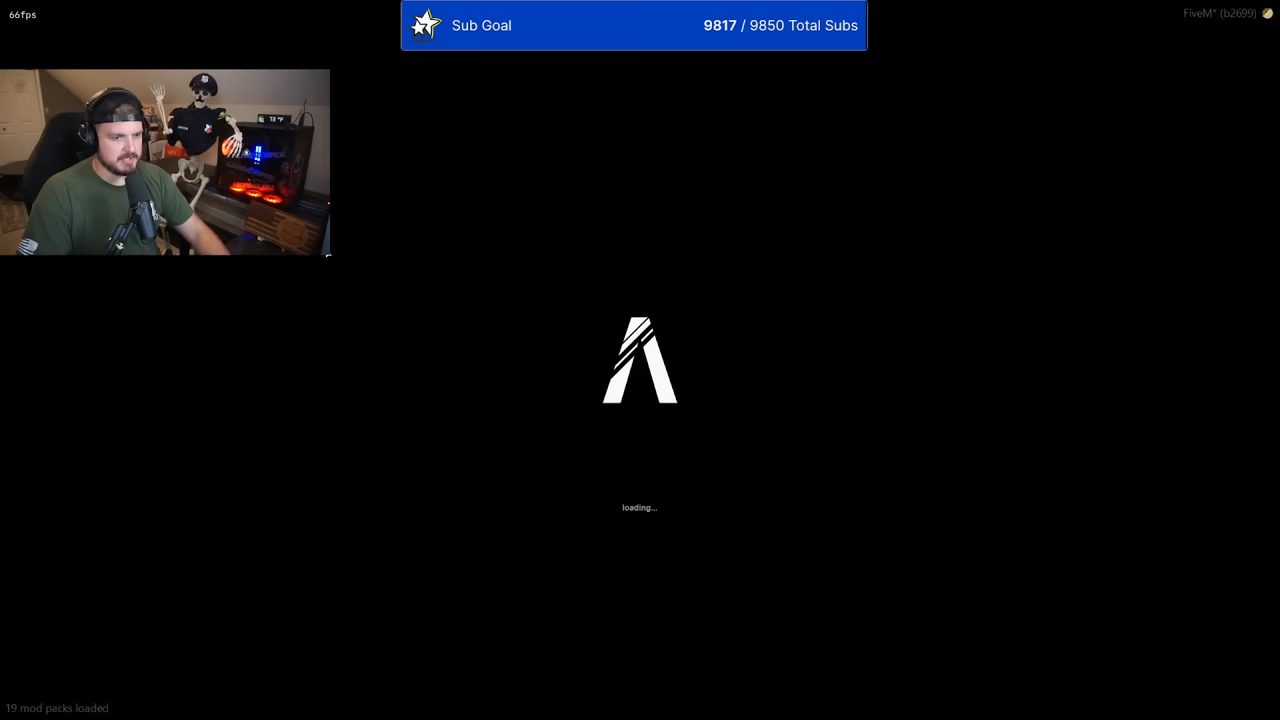 66fps
Sub Goal
9817 / 9850 Total Subs
FiveM* (b2699)
loading...
19 mod packs loaded